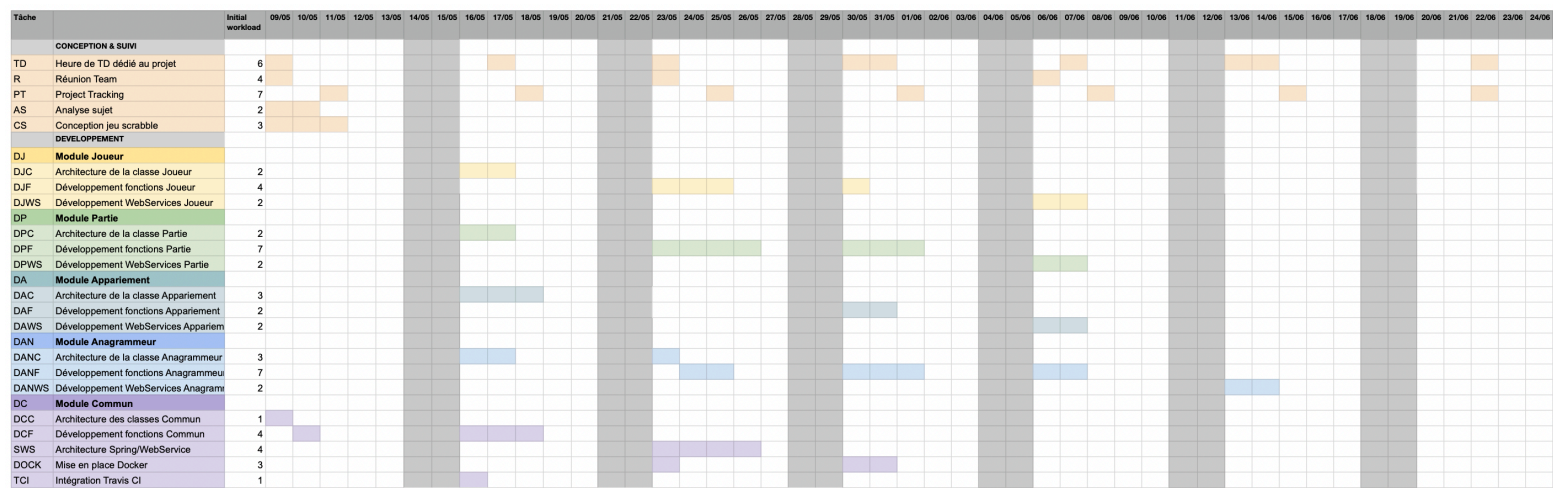 Tâche Initial workload 09/05 10/05 11/05 12/05 13/05 14/05 15/05 16/05 17/05 18/05 19/05 20/05 21/05 22/05 23/05 24/05 25/05 26/05 27/05 28/05 29/05 30/05 31/05 01/06 02/06 03/06 04/06 05/06 06/06 07/06 08/06 09/06 10/06 11/06 12/06 13/06 14/06 15/06 16/06 17/06 18/06 19/06 20/06 21/06 22/06 23/06 24/06
CONCEPTION & SUIVI
TD Heure de TD dédié au projet 6
R Réunion Team 4
PT Project Tracking 7
AS Analyse sujet 2
CS Conception jeu scrabble 3
DEVELOPPEMENT
DJ Module Joueur
DJC Architecture de la classe Joueur 2
DJF Développement fonctions Joueur 4
DJWS Développement WebServices Joueur 2
DP Module Partie
DPC Architecture de la classe Partie 2
DPF Développement fonctions Partie 7
DPWS Développement WebServices Partie 2
DA Module Appariement
DAC Architecture de la classe Appariement 3
DAF Développement fonctions Appariement 2
DAWS Développement WebServices Appariem 2
DAN Module Anagrammeur
DANC Architecture de la classe Anagrammeur 3
DANF Développement fonctions Anagrammeur 7
DANWS Développement WebServices Anagramm 2
DC Module Commun
DCC Architecture des classes Commun 1
DCF Développement fonctions Commun 4
SWS Architecture Spring/WebService 4
DOCK Mise en place Docker 3
TCI Intégration Travis CI 1